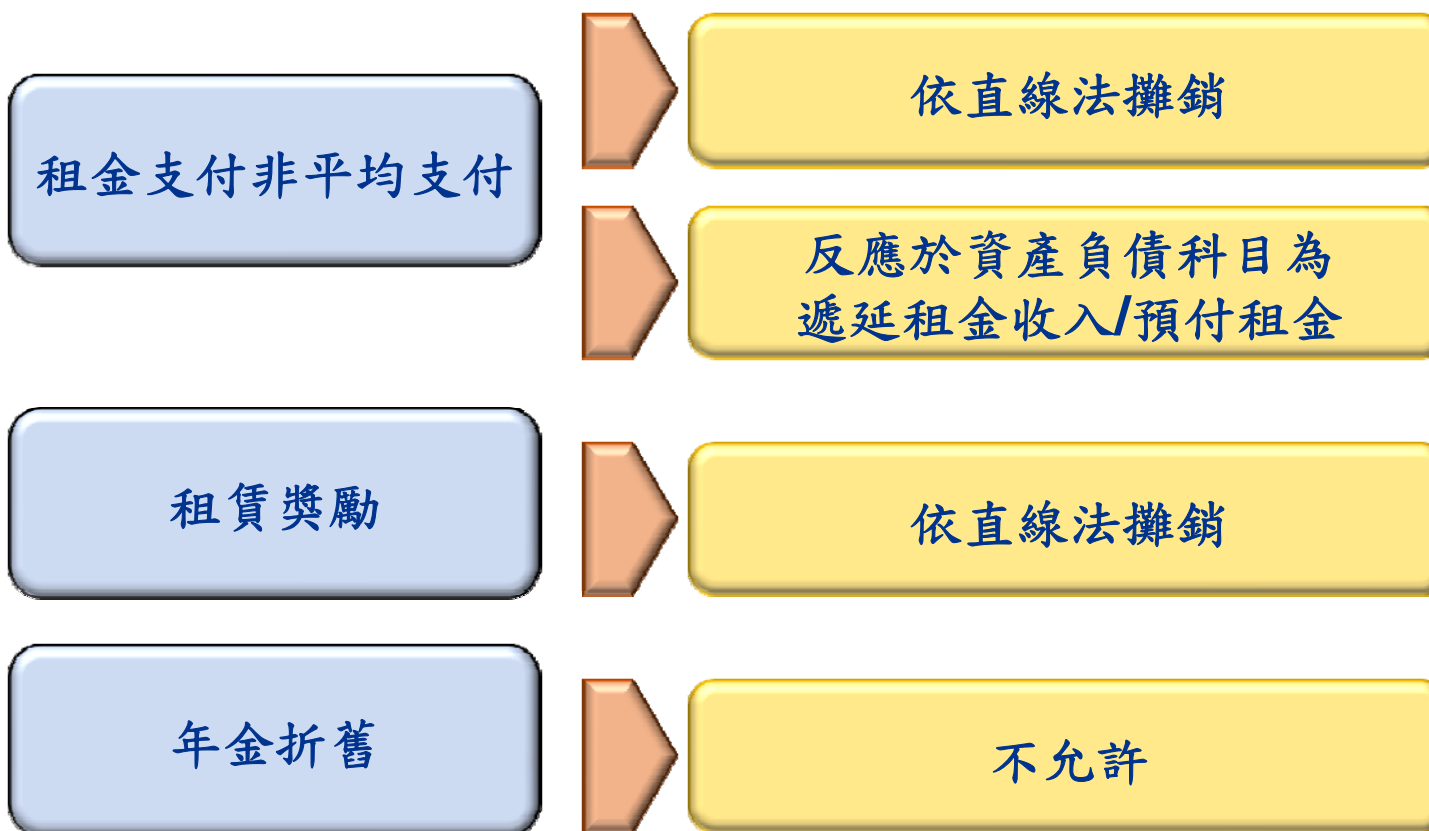 租金支付非平均支付
依直線法攤銷
反應於資產負債科目為
遞延租金收入/預付租金
租賃獎勵
依直線法攤銷
年金折舊
不允許